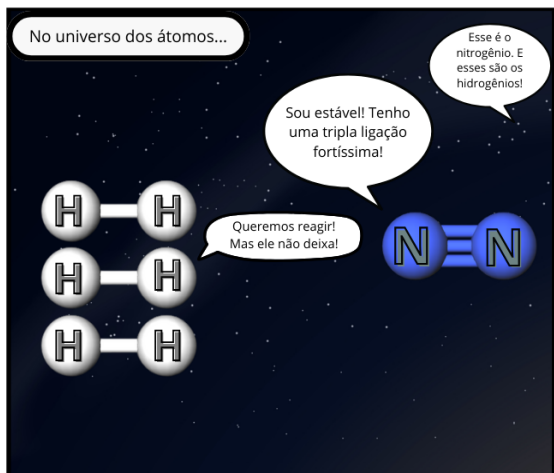 No universo dos átomos...
Esse é o
nitrogênio. E
esses são os
hidrogênios!
Sou estável! Tenho
uma tripla ligação
fortíssima!
Queremos reagir!
Mas ele não deixa!
H H
H H
H H
N N